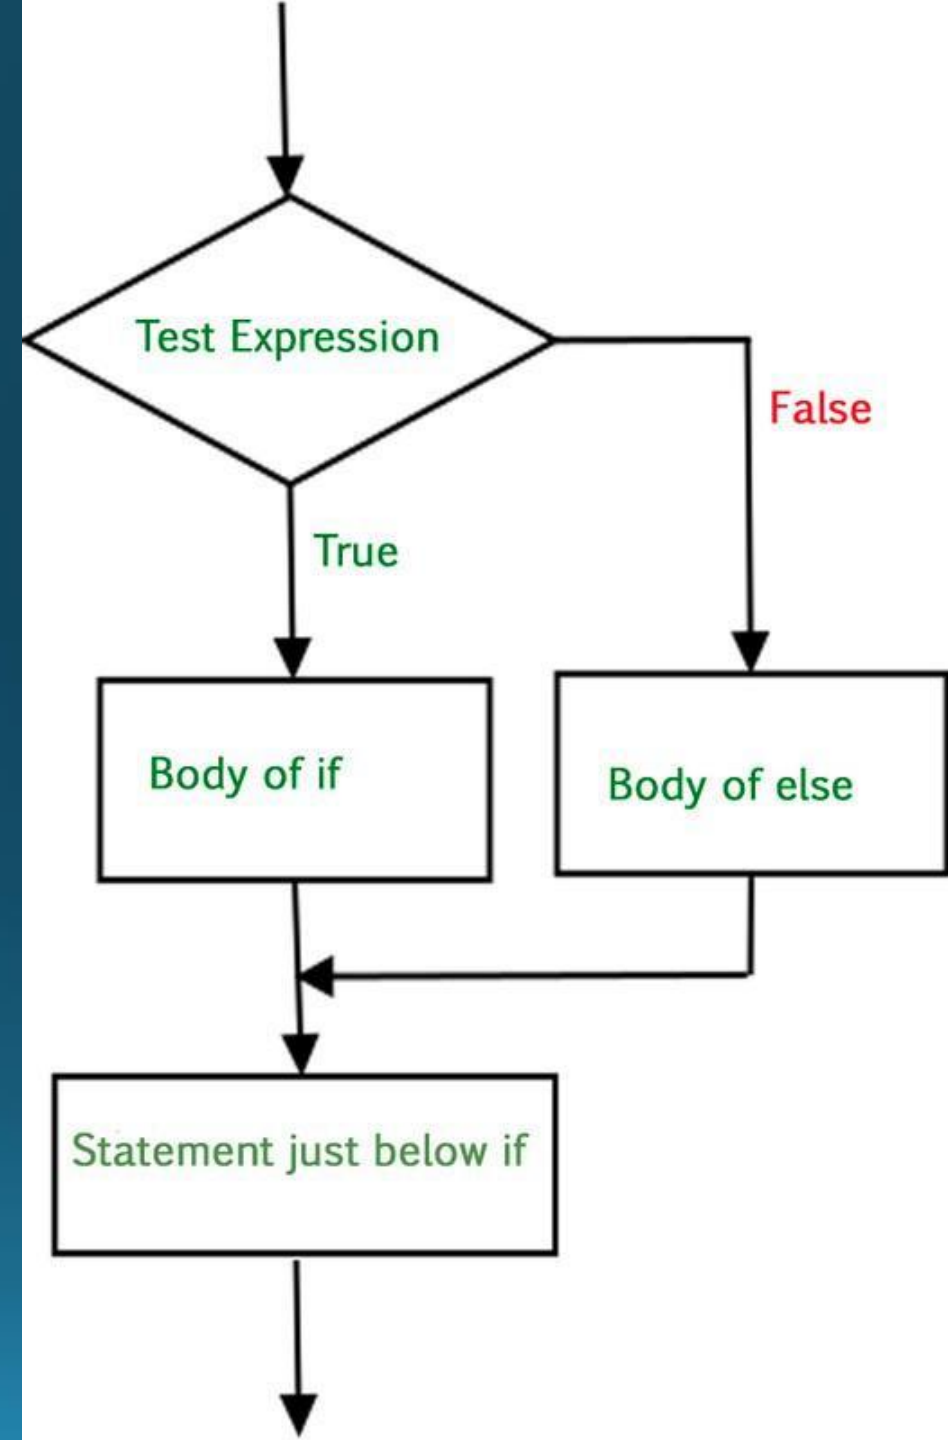 Test Expression
False
True
Body of if
Body of else
Statement just below if